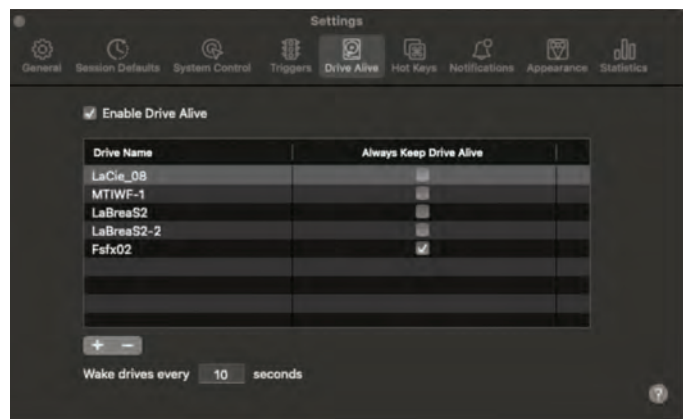 Settings
General Session Defaults System Control Triggers Drive Alive Hot Keys Notifications Appearance Statistics
Enable Drive Alive
Drive Name Always Keep Drive Alive
LaCie_08
MTIWF-1
LaBreaS2
LaBreaS2-2
Fsfx02
+ −
Wake drives every 10 seconds
?